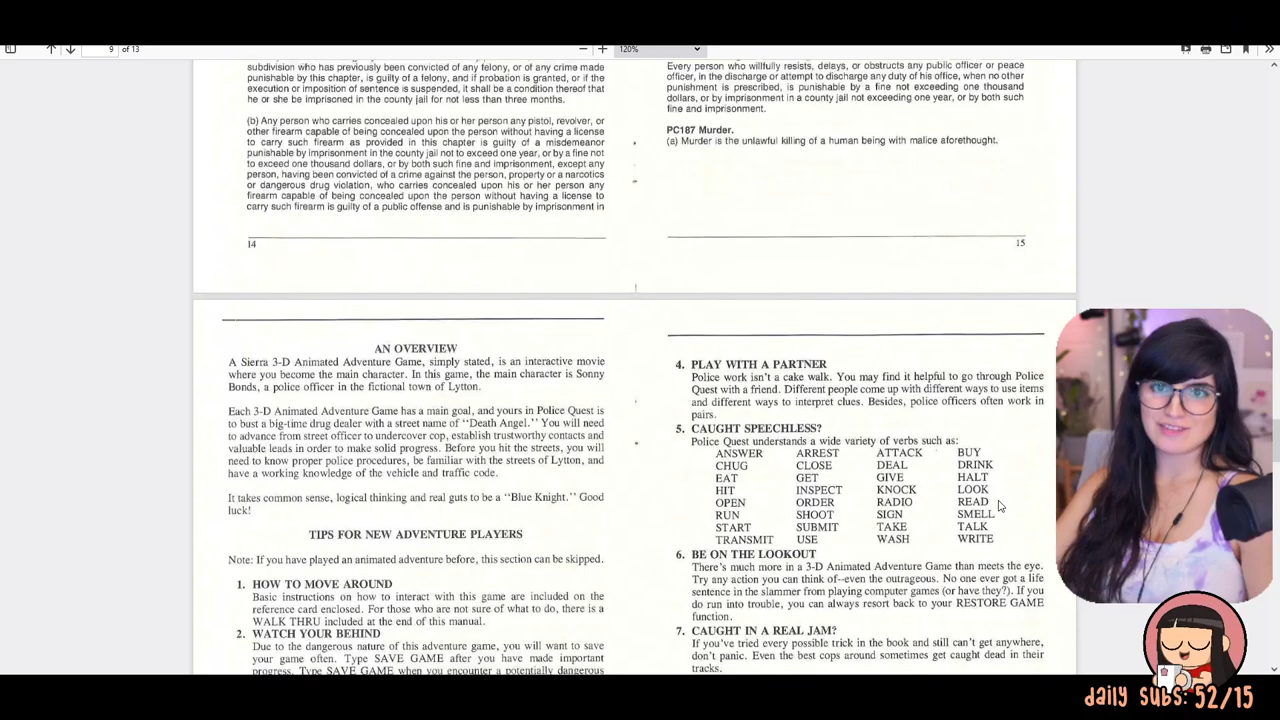 9 of 13
120%
subdivision who has previously been convicted of any felony, or of any crime made
punishable by this chapter, is guilty of a felony, and if probation is granted, or if the
execution or imposition of sentence is suspended, it shall be a condition thereof that
he or she be imprisoned in the county jail for not less than three months.
(b) Any person who carries concealed upon his or her person any pistol, revolver, or
other firearm capable of being concealed upon the person without having a license
to carry such firearm as provided in this chapter is guilty of a misdemeanor
punishable by imprisonment in the county jail not to exceed one year, or by a fine not
to exceed one thousand dollars, or by both such fine and imprisonment, except any
person, having been convicted of a crime against the person, property or a narcotics
or dangerous drug violation, who carries concealed upon his or her person any
firearm capable of being concealed upon the person without having a license to
carry such firearm is guilty of a public offense and is punishable by imprisonment in
14
Every person who willfully resists, delays, or obstructs any public officer or peace
officer, in the discharge or attempt to discharge any duty of his office, when no other
punishment is prescribed, is punishable by a fine not exceeding one thousand
dollars, or by imprisonment in a county jail not exceeding one year, or by both such
fine and imprisonment.
PC187 Murder.
(a) Murder is the unlawful killing of a human being with malice aforethought.
15
AN OVERVIEW
A Sierra 3-D Animated Adventure Game, simply stated, is an interactive movie
where you become the main character. In this game, the main character is Sonny
Bonds, a police officer in the fictional town of Lytton.
Each 3-D Animated Adventure Game has a main goal, and yours in Police Quest is
to bust a big-time drug dealer with a street name of "Death Angel." You will need
to advance from street officer to undercover cop, establish trustworthy contacts and
valuable leads in order to make solid progress. Before you hit the streets, you will
need to know proper police procedures, be familiar with the streets of Lytton, and
have a working knowledge of the vehicle and traffic code.
It takes common sense, logical thinking and real guts to be a "Blue Knight." Good
luck!
TIPS FOR NEW ADVENTURE PLAYERS
Note: If you have played an animated adventure before, this section can be skipped.
1. HOW TO MOVE AROUND
Basic instructions on how to interact with this game are included on the
reference card enclosed. For those who are not sure of what to do, there is a
WALK THRU included at the end of this manual.
2. WATCH YOUR BEHIND
Due to the dangerous nature of this adventure game, you will want to save
your game often. Type SAVE GAME after you have made important
progress. Type SAVE GAME when you encounter a potentially dangerous
4. PLAY WITH A PARTNER
Police work isn't a cake walk. You may find it helpful to go through Police
Quest with a friend. Different people come up with different ways to use items
and different ways to interpret clues. Besides, police officers often work in
pairs.
5. CAUGHT SPEECHLESS?
Police Quest understands a wide variety of verbs such as:
ANSWER ARREST ATTACK BUY
CHUG CLOSE DEAL DRINK
EAT GET GIVE HALT
HIT INSPECT KNOCK LOOK
OPEN ORDER RADIO READ
RUN SHOOT SIGN SMELL
START SUBMIT TAKE TALK
TRANSMIT USE WASH WRITE
6. BE ON THE LOOKOUT
There's much more in a 3-D Animated Adventure Game than meets the eye.
Try any action you can think of--even the outrageous. No one ever got a life
sentence in the slammer from playing computer games (or have they?). If you
do run into trouble, you can always resort back to your RESTORE GAME
function.
7. CAUGHT IN A REAL JAM?
If you've tried every possible trick in the book and still can't get anywhere,
don't panic. Even the best cops around sometimes get caught dead in their
tracks.
daily subs: 52/15